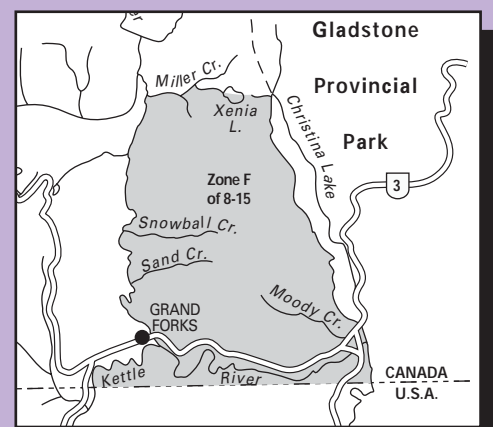 Gladstone
Provincial
Park
Miller Cr.
Xenia
L.
Christina Lake
3
Zone F
of 8-15
Snowball Cr.
Sand Cr.
Moody Cr.
GRAND
FORKS
Kettle
River
CANADA
U.S.A.